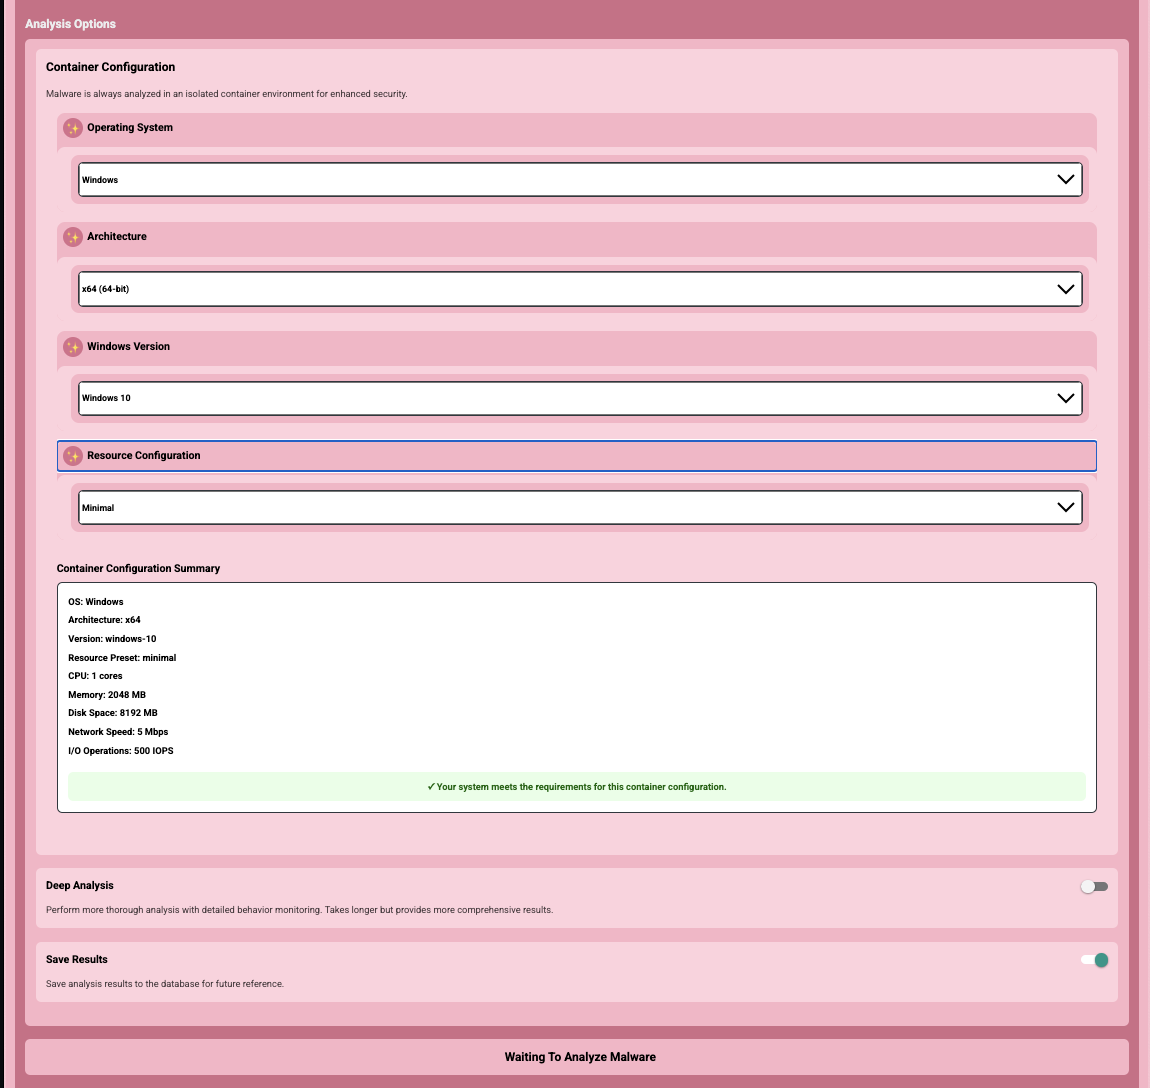 Analysis Options
Container Configuration
Malware is always analyzed in an isolated container environment for enhanced security.
Operating System
Windows
Architecture
x64 (64-bit)
Windows Version
Windows 10
Resource Configuration
Minimal
Container Configuration Summary
OS: Windows
Architecture: x64
Version: windows-10
Resource Preset: minimal
CPU: 1 cores
Memory: 2048 MB
Disk Space: 8192 MB
Network Speed: 5 Mbps
I/O Operations: 500 IOPS
✓ Your system meets the requirements for this container configuration.
Deep Analysis
Perform more thorough analysis with detailed behavior monitoring. Takes longer but provides more comprehensive results.
Save Results
Save analysis results to the database for future reference.
Waiting To Analyze Malware